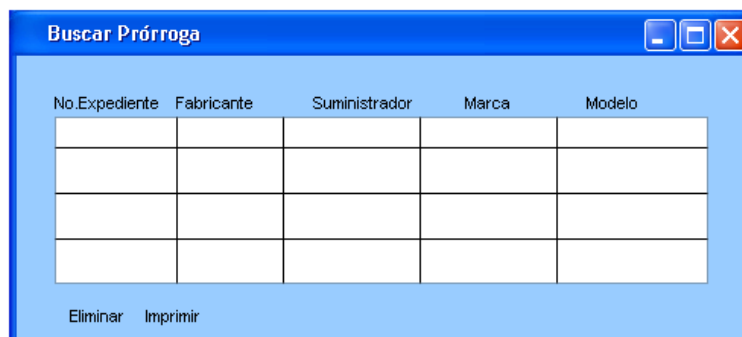 Buscar Prórroga
No.Expediente Fabricante Suministrador Marca Modelo
Eliminar Imprimir